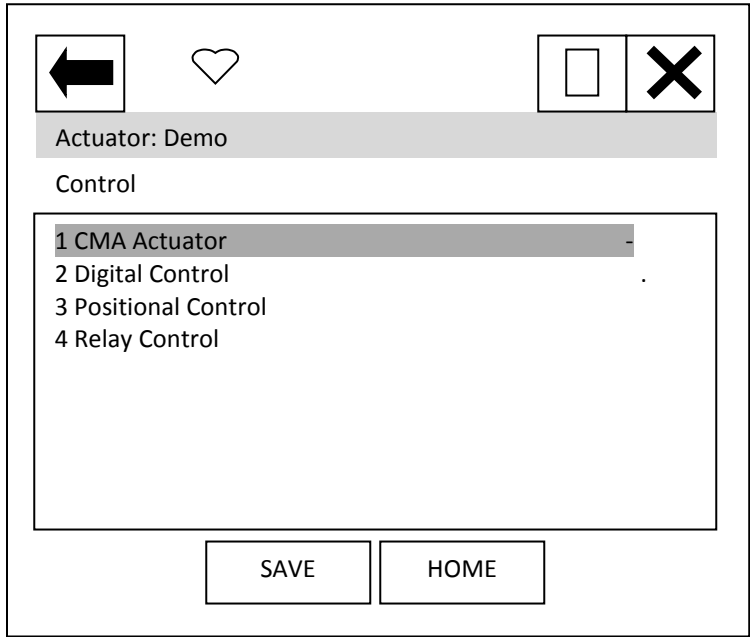 Actuator: Demo
Control
1 CMA Actuator -
2 Digital Control .
3 Positional Control
4 Relay Control
SAVE HOME